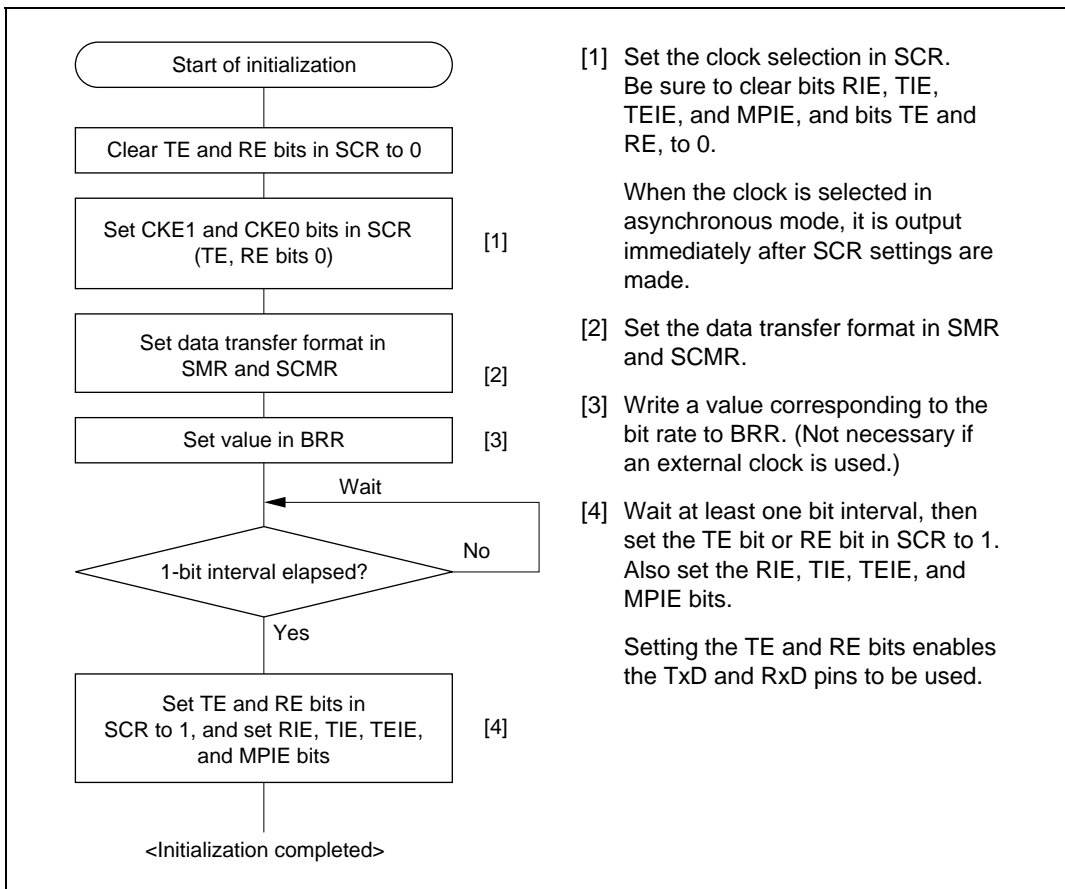 Start of initialization
Clear TE and RE bits in SCR to 0
Set CKE1 and CKE0 bits in SCR
(TE, RE bits 0)
[1]
Set data transfer format in
SMR and SCMR
[2]
Set value in BRR
[3]
Wait
1-bit interval elapsed?
No
Yes
Set TE and RE bits in
SCR to 1, and set RIE, TIE, TEIE,
and MPIE bits
[4]
<Initialization completed>
[1] Set the clock selection in SCR.
Be sure to clear bits RIE, TIE,
TEIE, and MPIE, and bits TE and
RE, to 0.
When the clock is selected in
asynchronous mode, it is output
immediately after SCR settings are
made.
[2] Set the data transfer format in SMR
and SCMR.
[3] Write a value corresponding to the
bit rate to BRR. (Not necessary if
an external clock is used.)
[4] Wait at least one bit interval, then
set the TE bit or RE bit in SCR to 1.
Also set the RIE, TIE, TEIE, and
MPIE bits.
Setting the TE and RE bits enables
the TxD and RxD pins to be used.